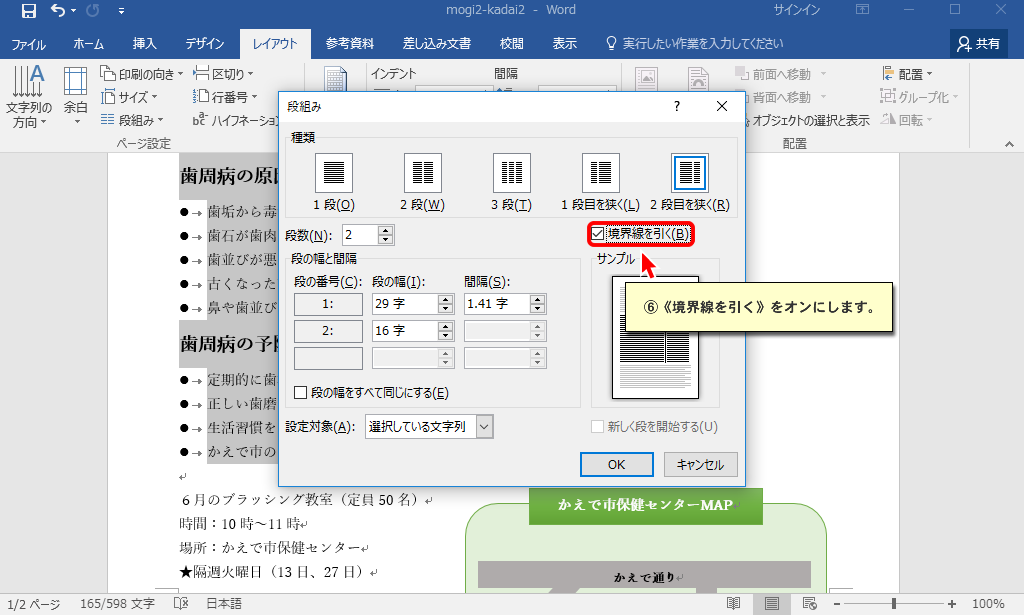 mogi2-kadai2 - Word
サインイン
ファイル ホーム 挿入 デザイン レイアウト 参考資料 差し込み文書 校閲 表示 実行したい作業を入力してください 共有
文字列の方向
余白
印刷の向き
サイズ
段組み
区切り
行番号
ハイフネーション
ページ設定
インデント
間隔
前面へ移動
背面へ移動
オブジェクトの選択と表示
配置
グループ化
回転
配置
段組み
種類
1 段(O) 2 段(W) 3 段(T) 1 段目を狭く(L) 2 段目を狭く(R)
段数(N): 2
境界線を引く(B)
段の幅と間隔
段の番号(C): 段の幅(I): 間隔(S):
1: 29 字 1.41 字
2: 16 字
段の幅をすべて同じにする(E)
サンプル
⑥《境界線を引く》をオンにします。
設定対象(A): 選択している文字列
新しく段を開始する(U)
OK キャンセル
歯周病の原
歯垢から毒
歯石が歯肉
歯並びが悪
古くなった
鼻や歯並び
歯周病の予
定期的に歯
正しい歯磨
生活習慣を
かえで市の
6月のブラッシング教室（定員 50 名）
時間：10 時～11 時
場所：かえで市保健センター
★隔週火曜日（13 日、27 日）
かえで市保健センターMAP
かえで通り
1/2 ページ 165/598 文字 日本語 100%